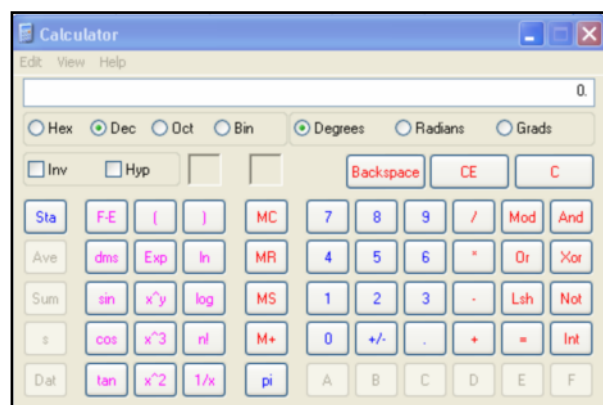 Calculator
Edit View Help
0.
Hex Dec Oct Bin Degrees Radians Grads
Inv Hyp Backspace CE C
Sta F-E ( ) MC 7 8 9 / Mod And
Ave dms Exp ln MR 4 5 6 * Or Xor
Sum sin x^y log MS 1 2 3 - Lsh Not
s cos x^3 n! M+ 0 +/- . + = Int
Dat tan x^2 1/x pi A B C D E F